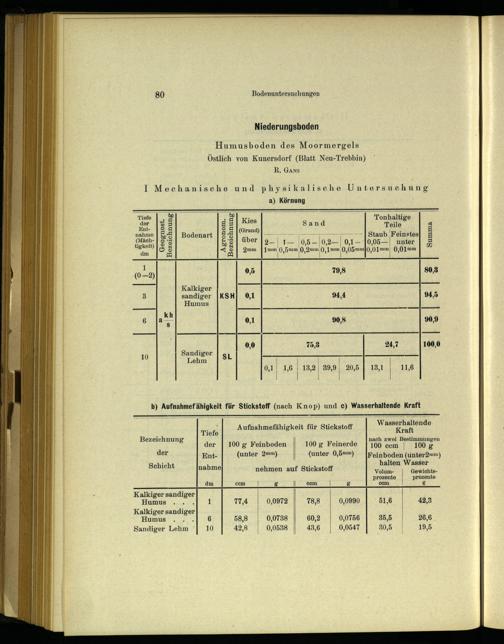 80
Bodenuntersuchungen
Niederungsboden
Humusboden des Moormergels
Östlich von Kunersdorf (Blatt Neu-Trebbin)
R. Gans
I Mechanische und physikalische Untersuchung
a) Körnung
Tiefe der Ent-nahme (Mäch-tigkeit) dm | Geognost. Bezeichnung | Bodenart | Agronom. Bezeichnung | Kies (Grand) über 2mm | Sand | Tonhaltige Teile | Summa
2— 1mm | 1— 0,5mm | 0,5— 0,2mm | 0,2— 0,1mm | 0,1— 0,05mm | Staub 0,05— 0,01mm | Feinstes unter 0,01mm
1 (0—2) | 0,5 | 79,8 | 80,3
3 | Kalkiger sandiger Humus | KSH | 0,1 | 94,4 | 94,5
6 | a kh/s | 0,1 | 90,8 | 90,9
10 | Sandiger Lehm | SL | 0,0 | 75,3 | 24,7 | 100,0
0,1 | 1,6 | 13,2 | 39,9 | 20,5 | 13,1 | 11,6
b) Aufnahmefähigkeit für Stickstoff (nach Knop) und c) Wasserhaltende Kraft
Bezeichnung der Schicht | Tiefe der Ent-nahme dm | Aufnahmefähigkeit für Stickstoff | Wasserhaltende Kraft
100 g Feinboden (unter 2mm) | 100 g Feinerde (unter 0,5mm) | nach zwei Bestimmungen 100 ccm | 100 g Feinboden (unter 2mm) halten Wasser
nehmen auf Stickstoff | Volum-prozente ccm | Gewichts-prozente g
ccm | g | ccm | g
Kalkiger sandiger
Humus . . . | 1 | 77,4 | 0,0972 | 78,8 | 0,0990 | 51,6 | 42,3
Kalkiger sandiger
Humus . . . | 6 | 58,8 | 0,0738 | 60,2 | 0,0756 | 35,5 | 26,6
Sandiger Lehm | 10 | 42,8 | 0,0538 | 43,6 | 0,0547 | 30,5 | 19,5